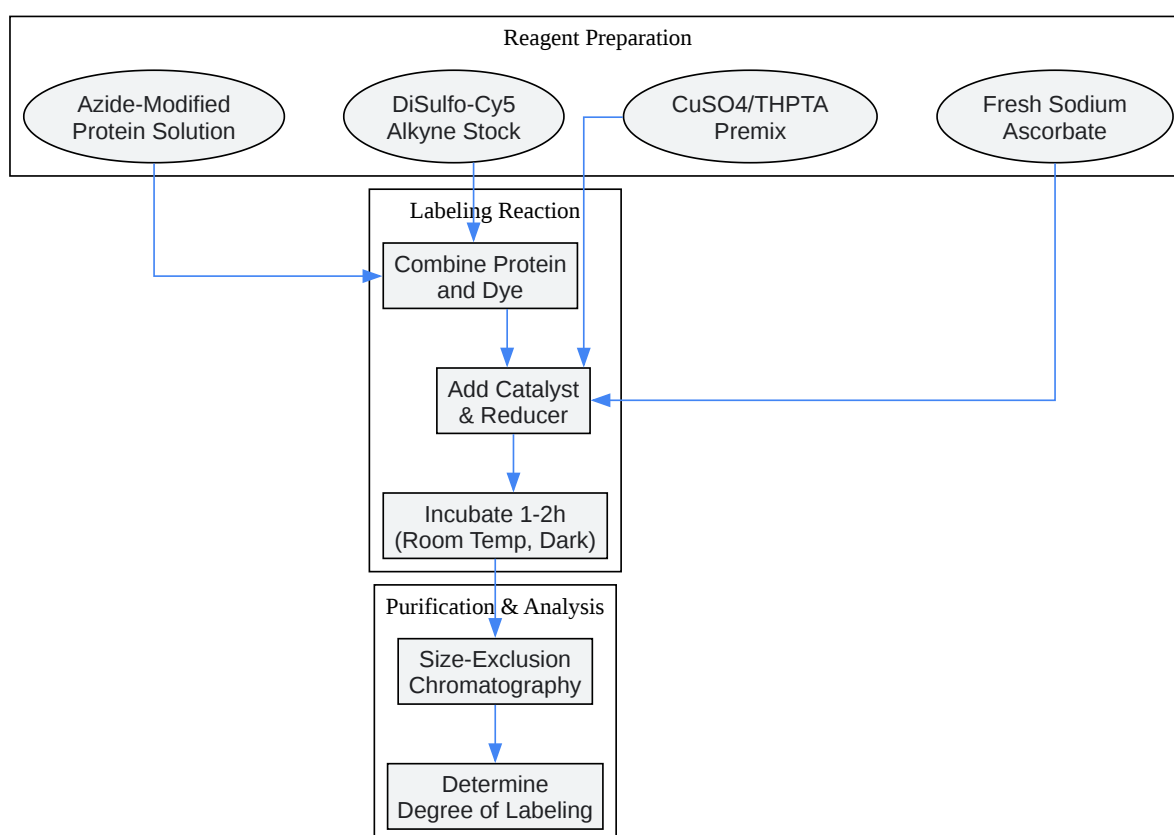 Reagent Preparation
Azide-Modified
Protein Solution
DiSulfo-Cy5
Alkyne Stock
CuSO4/THPTA
Premix
Fresh Sodium
Ascorbate
Labeling Reaction
Combine Protein
and Dye
Add Catalyst
& Reducer
Incubate 1-2h
(Room Temp, Dark)
Purification & Analysis
Size-Exclusion
Chromatography
Determine
Degree of Labeling